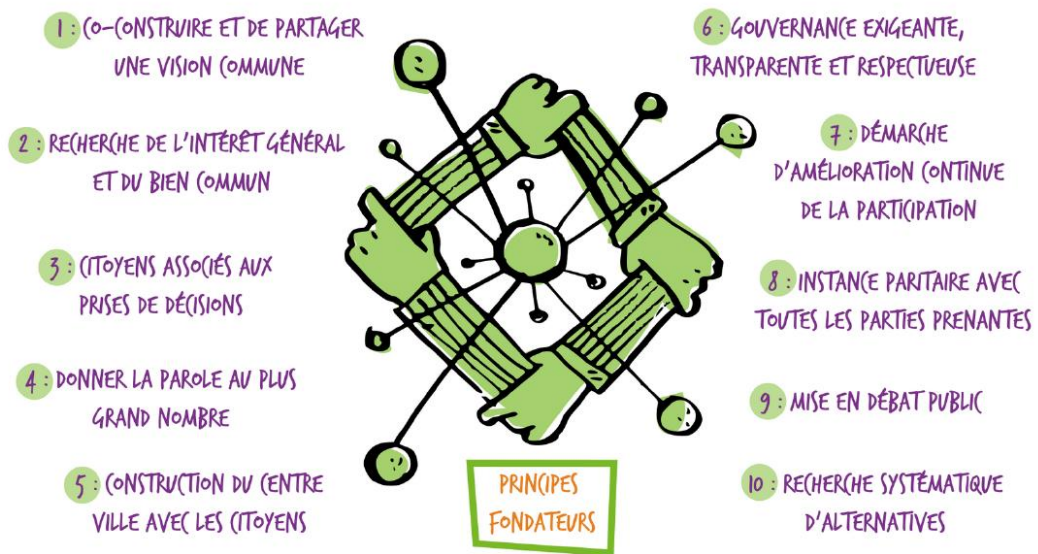 1 : CO-CONSTRUIRE ET DE PARTAGER
UNE VISION COMMUNE
2 : RECHERCHE DE L'INTÉRÊT GÉNÉRAL
ET DU BIEN COMMUN
3 : CITOYENS ASSOCIÉS AUX
PRISES DE DÉCISIONS
4 : DONNER LA PAROLE AU PLUS
GRAND NOMBRE
5 : CONSTRUCTION DU CENTRE
VILLE AVEC LES CITOYENS
6 : GOUVERNANCE EXIGEANTE,
TRANSPARENTE ET RESPECTUEUSE
7 : DÉMARCHE
D'AMÉLIORATION CONTINUE
DE LA PARTICIPATION
8 : INSTANCE PARITAIRE AVEC
TOUTES LES PARTIES PRENANTES
9 : MISE EN DÉBAT PUBLIC
10 : RECHERCHE SYSTÉMATIQUE
D'ALTERNATIVES
PRINCIPES
FONDATEURS